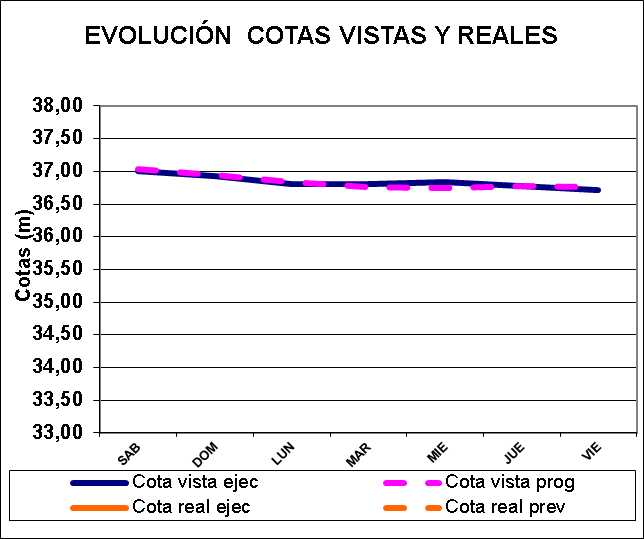 EVOLUCIÓN  COTAS VISTAS Y REALES
Cotas (m)
38,00
37,50
37,00
36,50
36,00
35,50
35,00
34,50
34,00
33,50
33,00
SAB DOM LUN MAR MIE JUE VIE
Cota vista ejec Cota vista prog
Cota real ejec Cota real prev